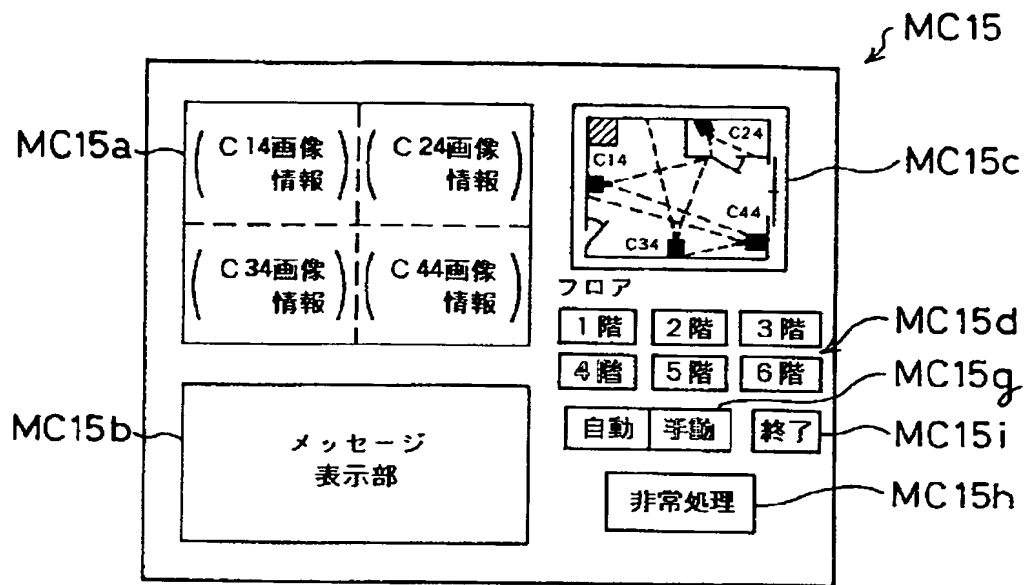 MC15
MC15a
C14画像
情報
C24画像
情報
C34画像
情報
C44画像
情報
C14
C24
C34
C44
MC15c
フロア
1階
2階
3階
4階
5階
6階
MC15d
MC15g
自動
手動
終了
MC15i
MC15b
メッセージ
表示部
非常処理
MC15h